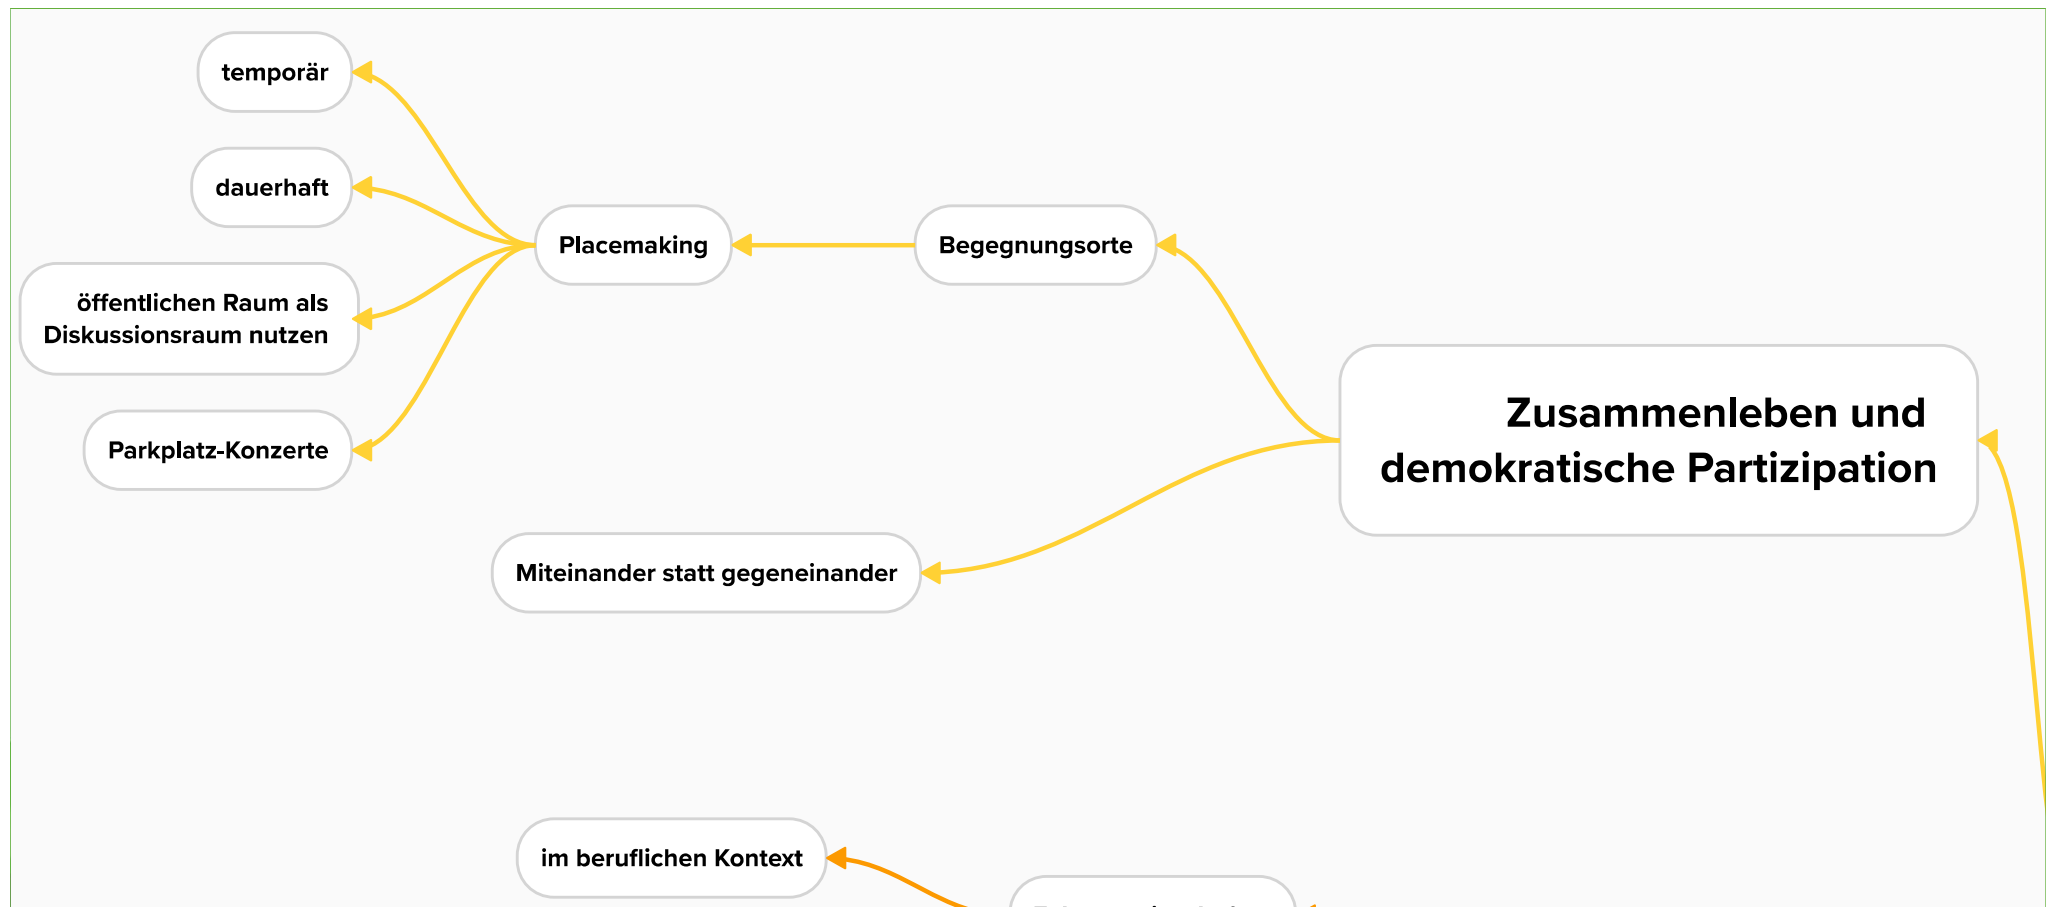 temporär
dauerhaft
öffentlichen Raum als
Diskussionsraum nutzen
Parkplatz-Konzerte
Placemaking
Begegnungsorte
Miteinander statt gegeneinander
Zusammenleben und
demokratische Partizipation
im beruflichen Kontext